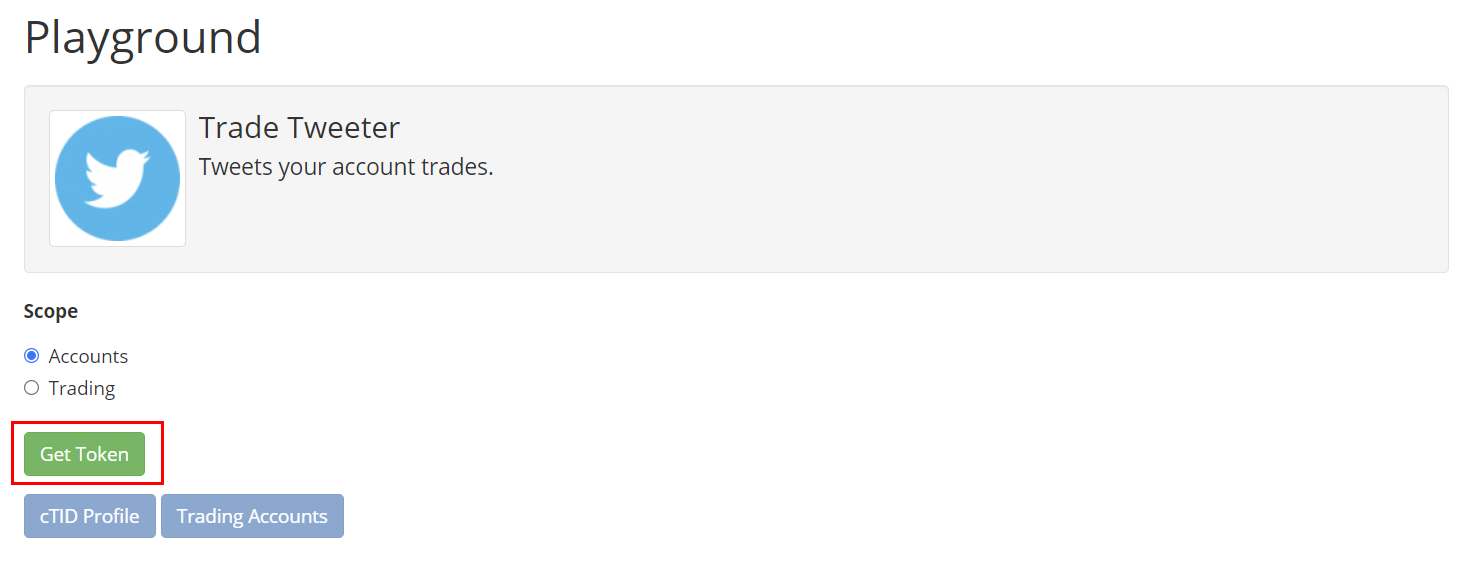 Playground
Trade Tweeter
Tweets your account trades.
Scope
Accounts
Trading
Get Token
cTID Profile Trading Accounts